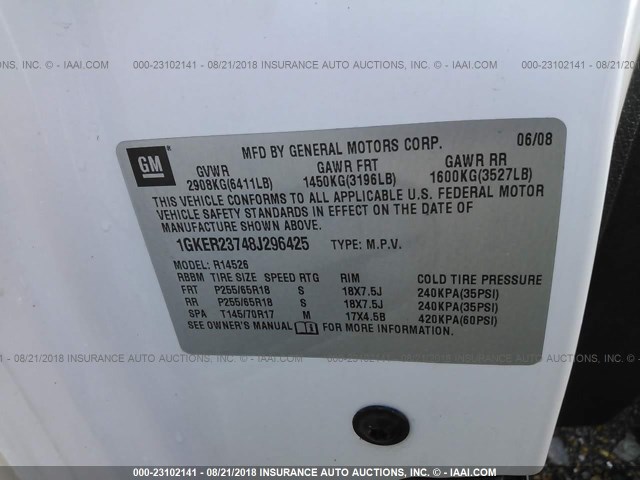 INC. - IAAI.COM 000-23102141 - 08/21/2018 INSURANCE AUTO AUCTIONS, INC. - IAAI.COM 000-23102141 - 08/21/2018
GM
MFD BY GENERAL MOTORS CORP. 06/08
GVWR GAWR FRT GAWR RR
2908KG(6411LB) 1450KG(3196LB) 1600KG(3527LB)
THIS VEHICLE CONFORMS TO ALL APPLICABLE U.S. FEDERAL MOTOR
VEHICLE SAFETY STANDARDS IN EFFECT ON THE DATE OF
MANUFACTURE SHOWN ABOVE.
1GKER23748J296425 TYPE: M.P.V.
MODEL: R14526
RBBM TIRE SIZE SPEED RTG RIM COLD TIRE PRESSURE
FRT P255/65R18 S 18X7.5J 240KPA(35PSI)
RR P255/65R18 S 18X7.5J 240KPA(35PSI)
SPA T145/70R17 M 17X4.5B 420KPA(60PSI)
SEE OWNER'S MANUAL FOR MORE INFORMATION.
000-23102141 - 08/21/2018 INSURANCE AUTO AUCTIONS, INC. - IAAI.COM